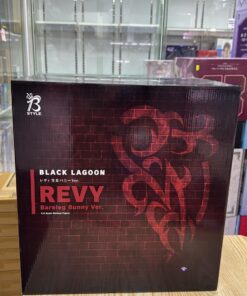 B
STYLE
BLACK LAGOON
レヴィ 生足バニーVer.
REVY
Bareleg Bunny Ver.